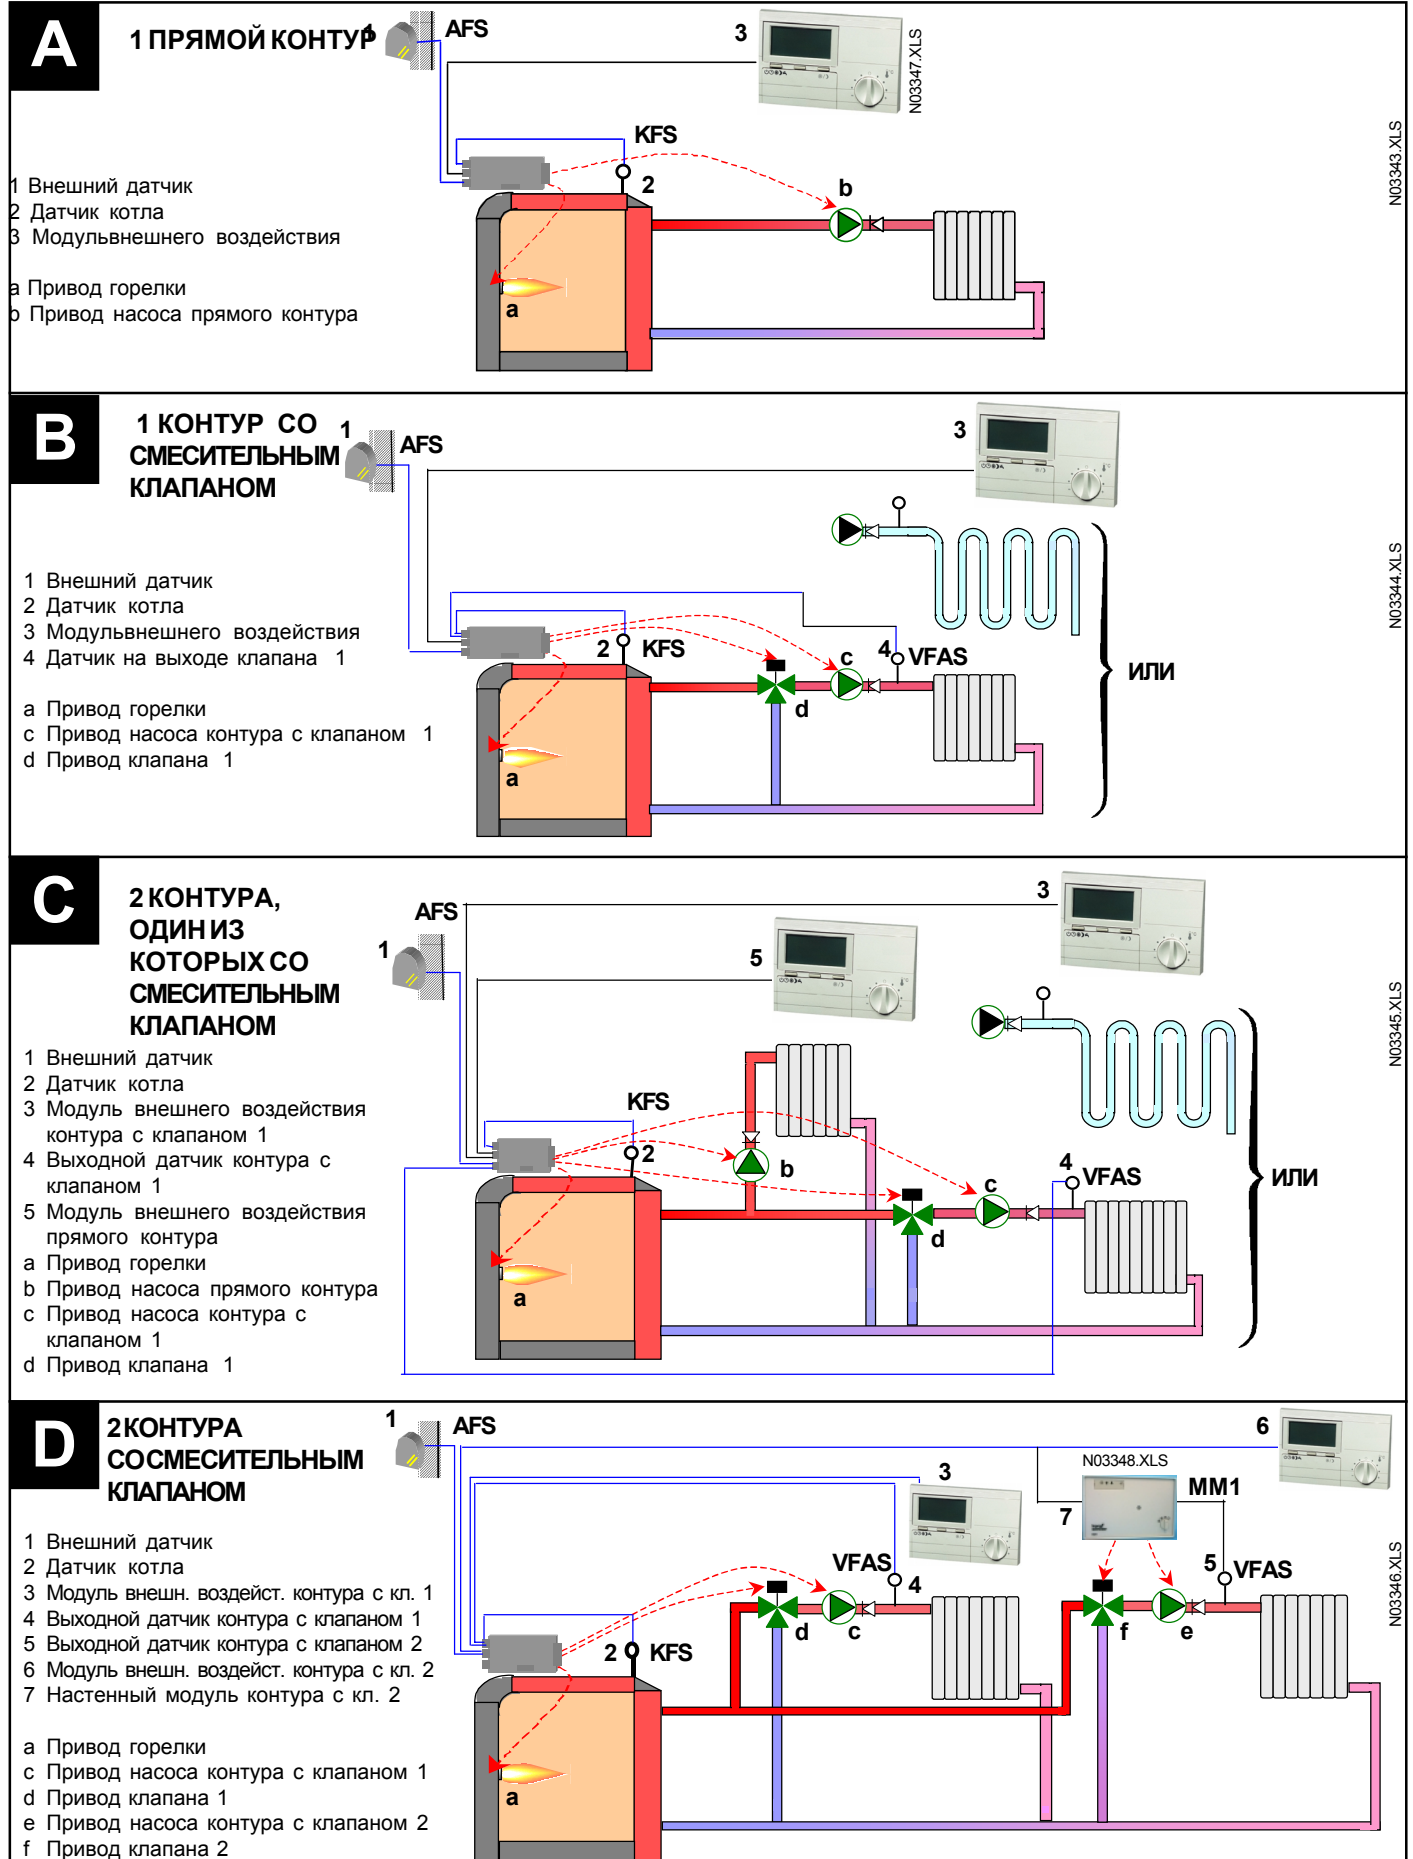 A
1 ПРЯМОЙ КОНТУР
1
AFS
3
N03347.XLS
N03343.XLS
KFS
2
b
a
1 Внешний датчик
2 Датчик котла
3 Модульвнешнего воздействия
a Привод горелки
b Привод насоса прямого контура
B
1 КОНТУР СО
СМЕСИТЕЛЬНЫМ
КЛАПАНОМ
1
AFS
3
N03344.XLS
1 Внешний датчик
2 Датчик котла
3 Модульвнешнего воздействия
4 Датчик на выходе клапана 1
a Привод горелки
c Привод насоса контура с клапаном 1
d Привод клапана 1
2
KFS
c
4
VFAS
d
a
ИЛИ
C
2 КОНТУРА,
ОДИН ИЗ
КОТОРЫХ СО
СМЕСИТЕЛЬНЫМ
КЛАПАНОМ
AFS
1
3
5
N03345.XLS
1 Внешний датчик
2 Датчик котла
3 Модуль внешнего воздействия
контура с клапаном 1
4 Выходной датчик контура с
клапаном 1
5 Модуль внешнего воздействия
прямого контура
a Привод горелки
b Привод насоса прямого контура
c Привод насоса контура с
клапаном 1
d Привод клапана 1
KFS
2
b
c
4
VFAS
d
a
ИЛИ
D
2 КОНТУРА
СО СМЕСИТЕЛЬНЫМ
КЛАПАНОМ
1
AFS
3
6
N03348.XLS
MM1
7
N03346.XLS
1 Внешний датчик
2 Датчик котла
3 Модуль внешн. воздейст. контура с кл. 1
4 Выходной датчик контура с клапаном 1
5 Выходной датчик контура с клапаном 2
6 Модуль внешн. воздейст. контура с кл. 2
7 Настенный модуль контура с кл. 2
a Привод горелки
c Привод насоса контура с клапаном 1
d Привод клапана 1
e Привод насоса контура с клапаном 2
f Привод клапана 2
2
KFS
VFAS
4
d
c
5
VFAS
f
e
a